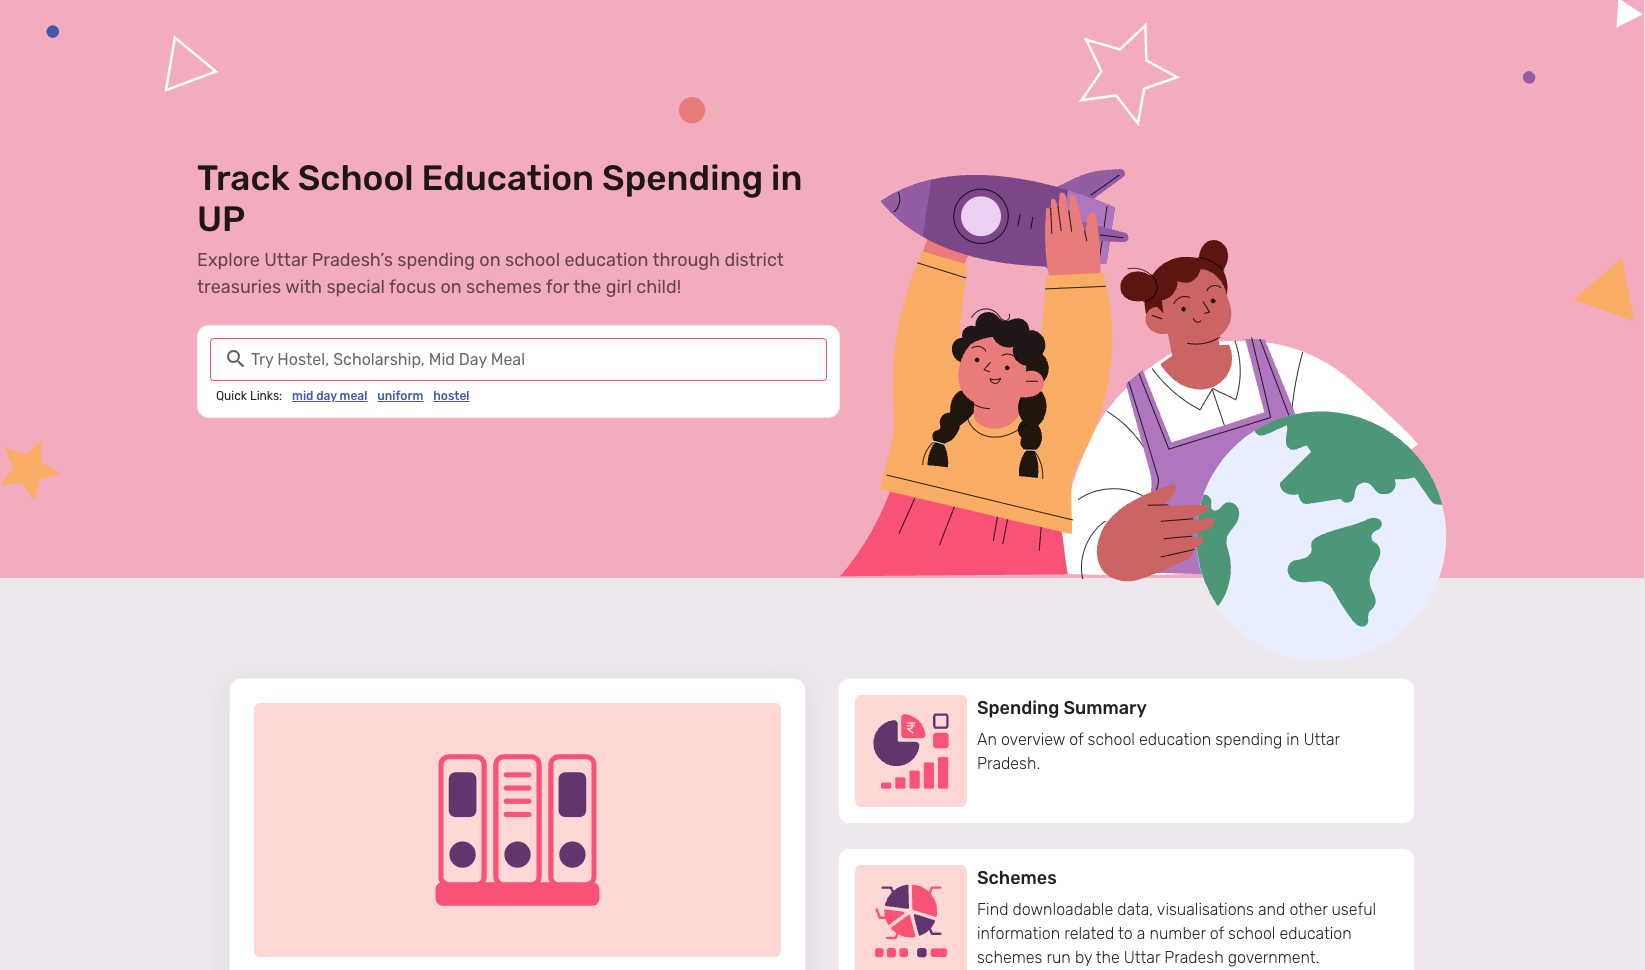 Track School Education Spending in
UP
Explore Uttar Pradesh’s spending on school education through district
treasuries with special focus on schemes for the girl child!
Try Hostel, Scholarship, Mid Day Meal
Quick Links: mid day meal uniform hostel
Spending Summary
An overview of school education spending in Uttar
Pradesh.
₹
Schemes
Find downloadable data, visualisations and other useful
information related to a number of school education
schemes run by the Uttar Pradesh government.